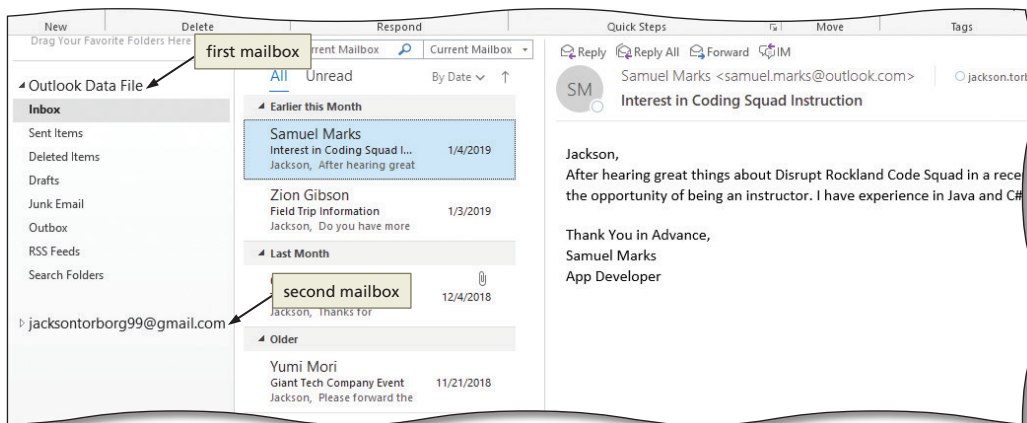 New Delete Respond Quick Steps Move Tags
Drag Your Favorite Folders Here
first mailbox
rrent Mailbox Current Mailbox
Reply Reply All Forward IM
Outlook Data File
Inbox
Sent Items
Deleted Items
Drafts
Junk Email
Outbox
RSS Feeds
Search Folders
jacksontorborg99@gmail.com
second mailbox
All Unread By Date
Earlier this Month
Samuel Marks
Interest in Coding Squad I... 1/4/2019
Jackson, After hearing great
Zion Gibson
Field Trip Information 1/3/2019
Jackson, Do you have more
Last Month
12/4/2018
Jackson, Thanks for
Older
Yumi Mori
Giant Tech Company Event 11/21/2018
Jackson, Please forward the
SM
Samuel Marks <samuel.marks@outlook.com> jackson.torb
Interest in Coding Squad Instruction
Jackson,
After hearing great things about Disrupt Rockland Code Squad in a rece
the opportunity of being an instructor. I have experience in Java and C#
Thank You in Advance,
Samuel Marks
App Developer